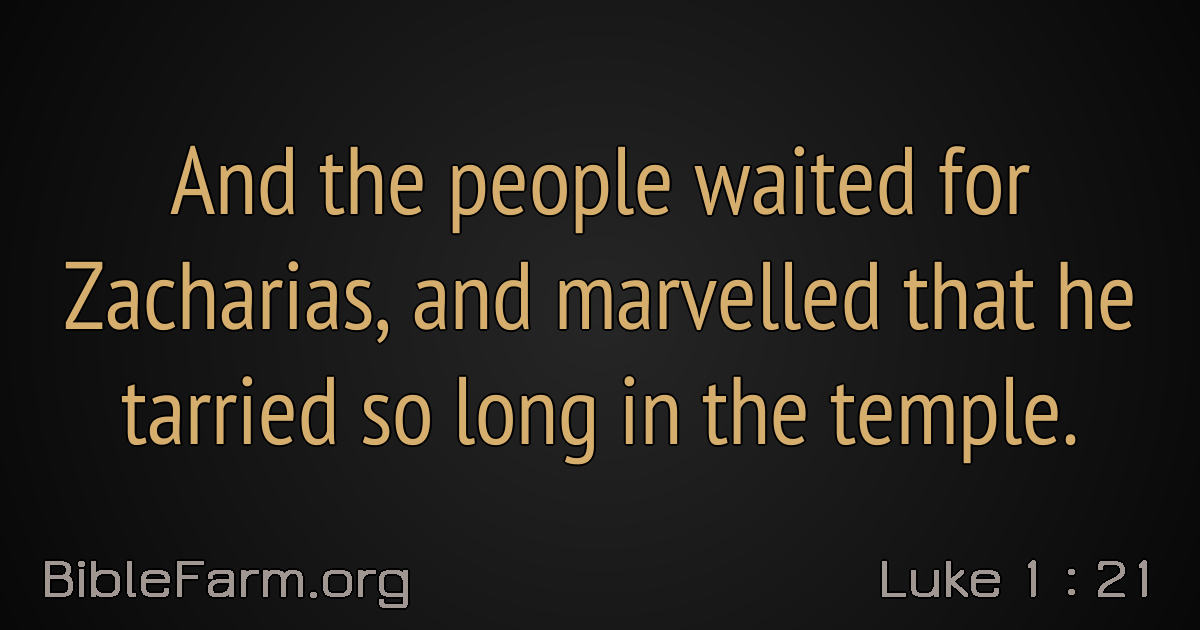 And the people waited for
Zacharias, and marvelled that he
tarried so long in the temple.
BibleFarm.org
Luke 1 : 21